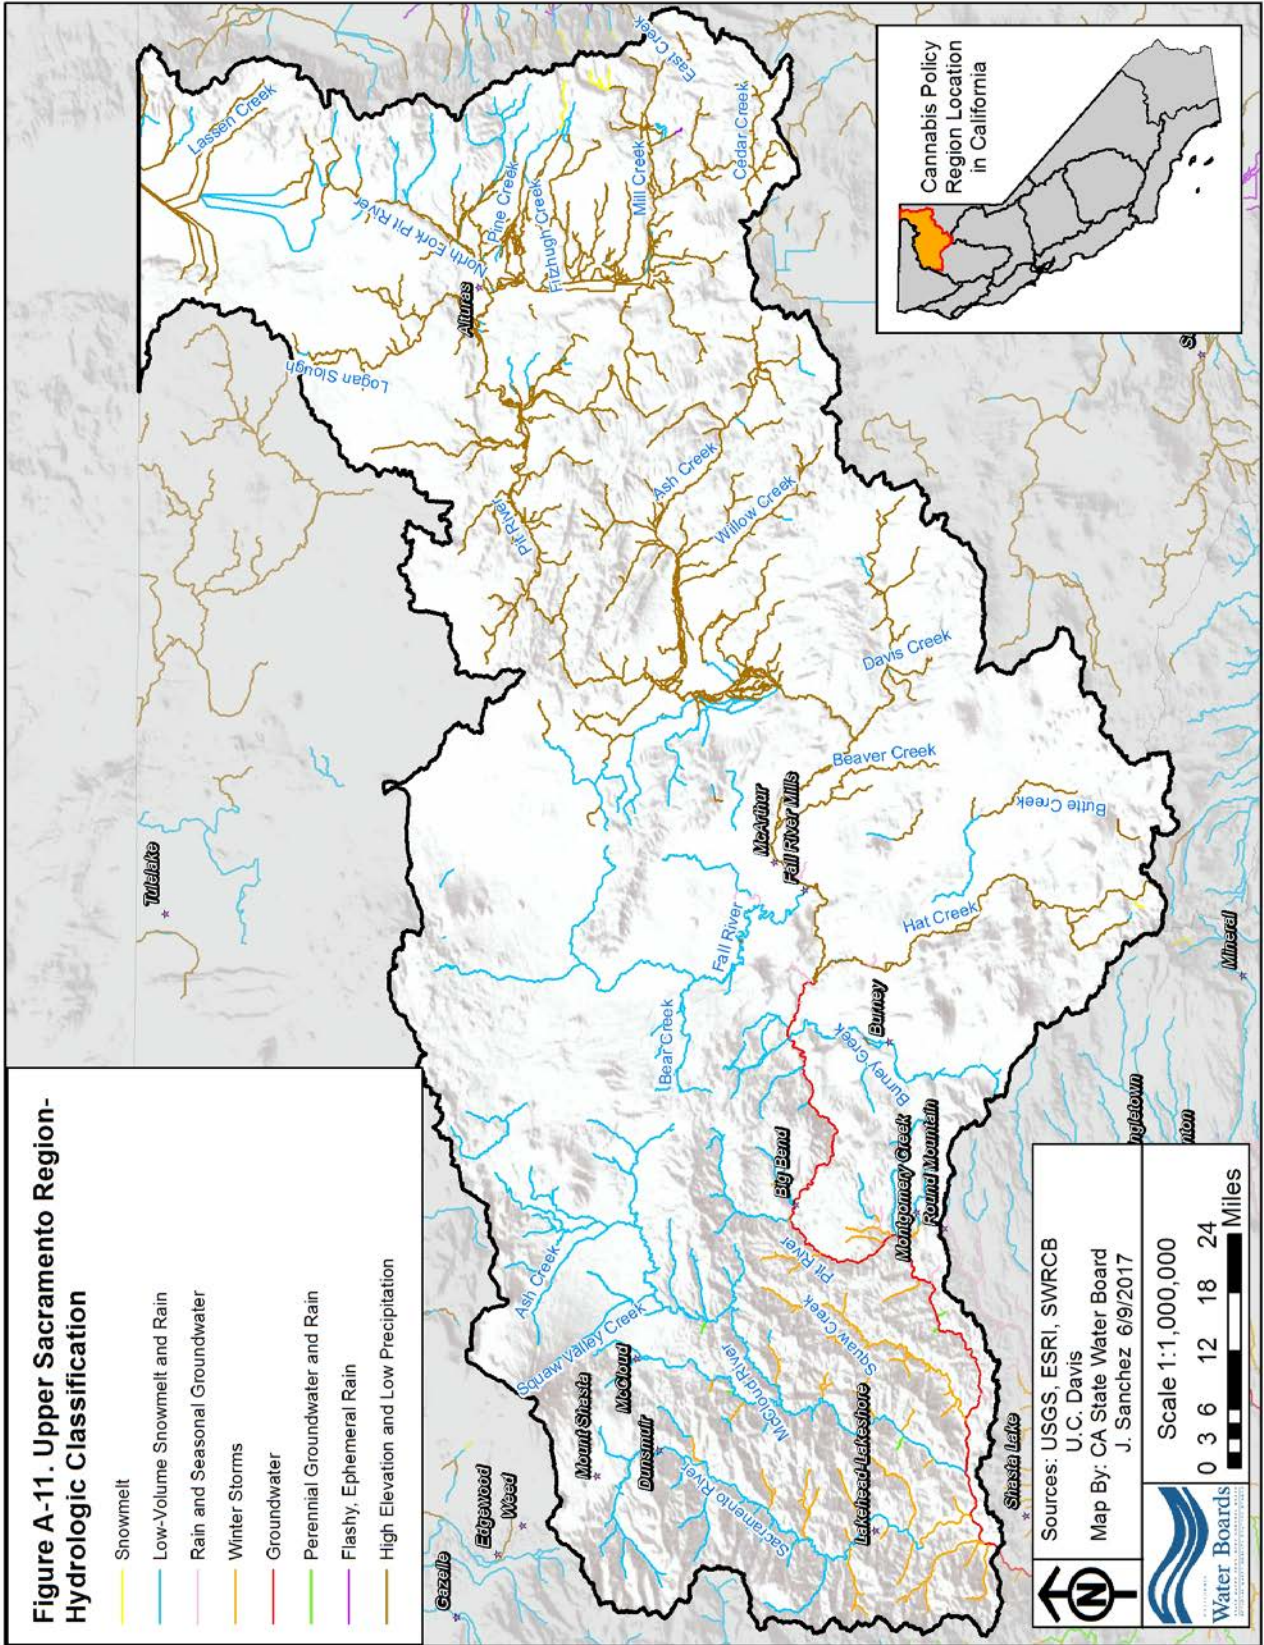 Figure A-11. Upper Sacramento Region-
Hydrologic Classification
Snowmelt
Low-Volume Snowmelt and Rain
Rain and Seasonal Groundwater
Winter Storms
Groundwater
Perennial Groundwater and Rain
Flashy, Ephemeral Rain
High Elevation and Low Precipitation
Tulelake
Lassen Creek
Logan Slough
North Fork Pit River
Alturas
Pine Creek
Fitzhugh Creek
East Creek
Mill Creek
Cedar Creek
Pit River
Ash Creek
Willow Creek
Davis Creek
Beaver Creek
McArthur
Fall River Mills
Butte Creek
Fall River
Hat Creek
Bear Creek
Burney
Burney Creek
Mineral
Big Bend
Montgomery Creek
Round Mountain
Pit River
Squaw Creek
Ash Creek
Squaw Valley Creek
McCloud
McCloud River
Mount Shasta
Dunsmuir
Sacramento River
Lakehead-Lakeshore
Shasta Lake
Edgewood
Weed
Gazelle
ngletown
nton
Cannabis Policy
Region Location
in California
N
Sources: USGS, ESRI, SWRCB
U.C. Davis
Map By: CA State Water Board
J. Sanchez 6/9/2017
Scale 1:1,000,000
0 3 6 12 18 24
Miles
Water Boards